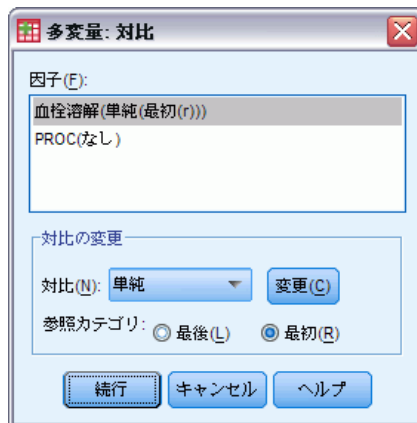 多変量: 対比
因子(F):
血栓溶解(単純(最初(r)))
PROC(なし)
対比の変更
対比(N): 単純 変更(C)
参照カテゴリ: 最後(L) 最初(R)
続行 キャンセル ヘルプ